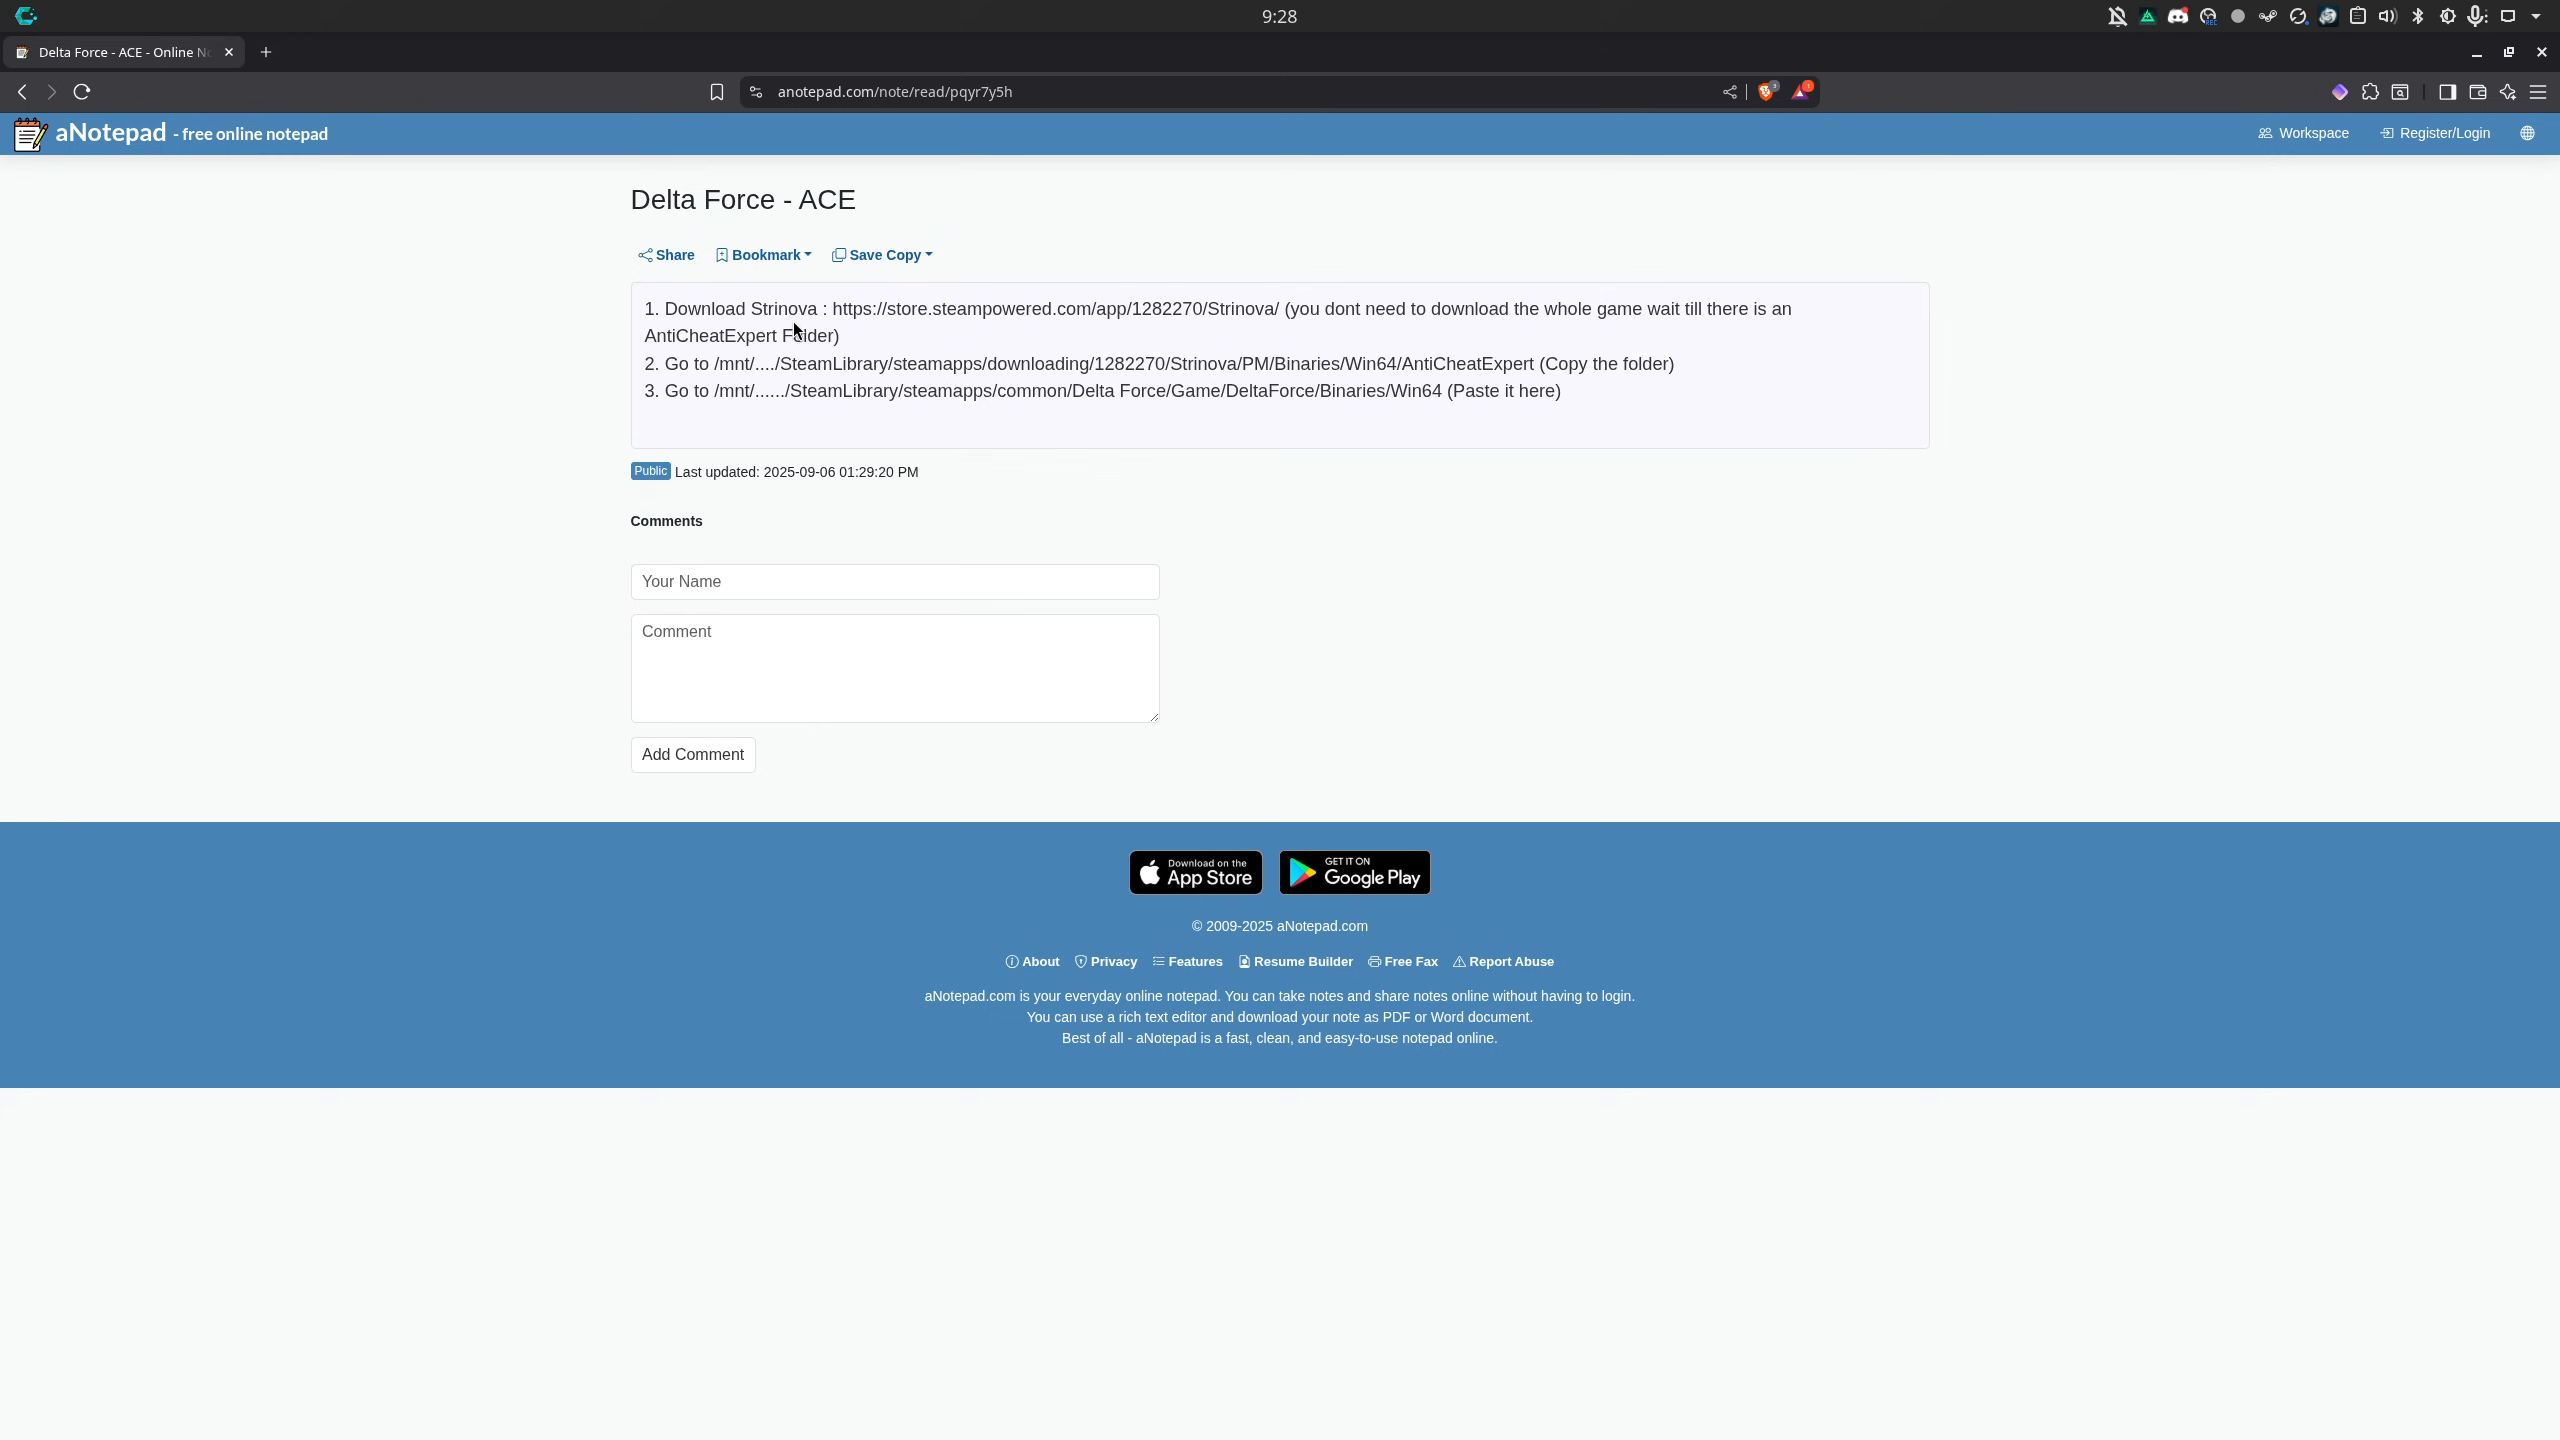 9:28
Delta Force - ACE - Online N
anotepad.com/note/read/pqyr7y5h
aNotepad - free online notepad
Workspace
Register/Login
Delta Force - ACE
Share
Bookmark
Save Copy
1. Download Strinova : https://store.steampowered.com/app/1282270/Strinova/ (you dont need to download the whole game wait till there is an
AntiCheatExpert Folder)
2. Go to /mnt/..../SteamLibrary/steamapps/downloading/1282270/Strinova/PM/Binaries/Win64/AntiCheatExpert (Copy the folder)
3. Go to /mnt/....../SteamLibrary/steamapps/common/Delta Force/Game/DeltaForce/Binaries/Win64 (Paste it here)
Public Last updated: 2025-09-06 01:29:20 PM
Comments
Your Name
Comment
Add Comment
Download on the
App Store
GET IT ON
Google Play
© 2009-2025 aNotepad.com
About Privacy Features Resume Builder Free Fax Report Abuse
aNotepad.com is your everyday online notepad. You can take notes and share notes online without having to login.
You can use a rich text editor and download your note as PDF or Word document.
Best of all - aNotepad is a fast, clean, and easy-to-use notepad online.